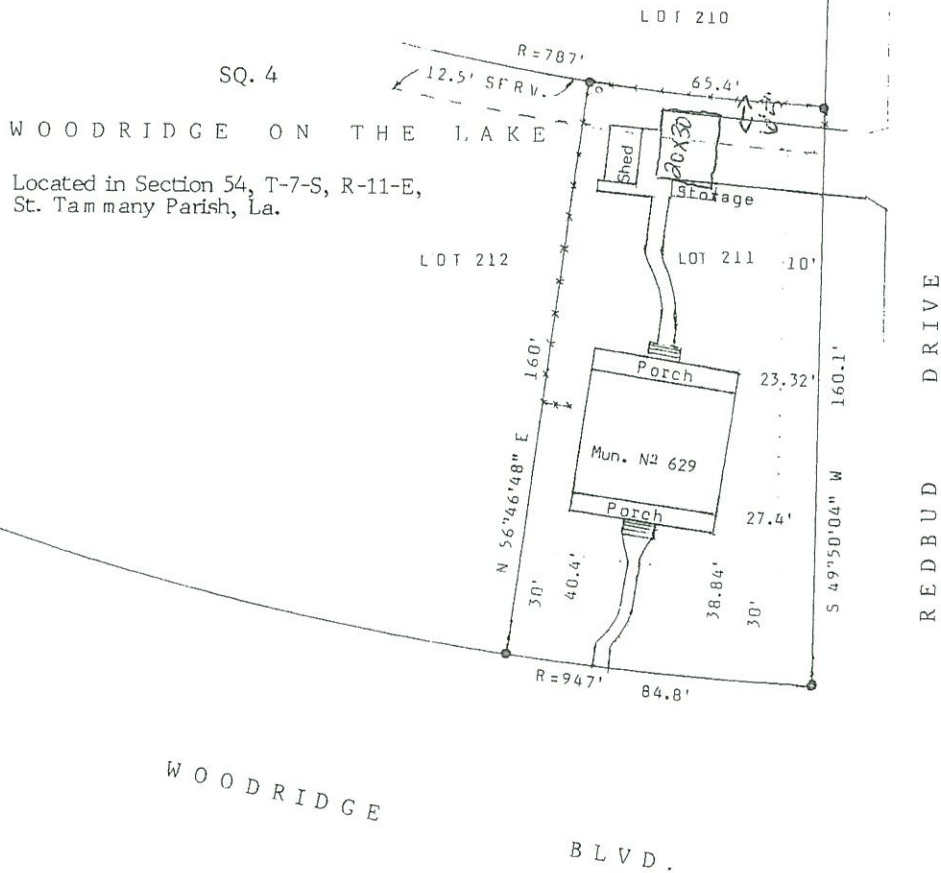 LOT 210
R=787'
SQ. 4
12.5' SFRV.
65.4'
WOODRIDGE ON THE LAKE
Shed
20X30
Storage
Located in Section 54, T-7-S, R-11-E,
St. Tammany Parish, La.
LOT 212
LOT 211
10'
DRIVE
160'
Porch
23.32'
160.1'
Mun. No 629
N 56°46'48" E
Porch
27.4'
S 49°50'04" W
REDBUD
30'
40.4'
38.84'
30'
R=947'
84.8'
WOODRIDGE
BLVD.